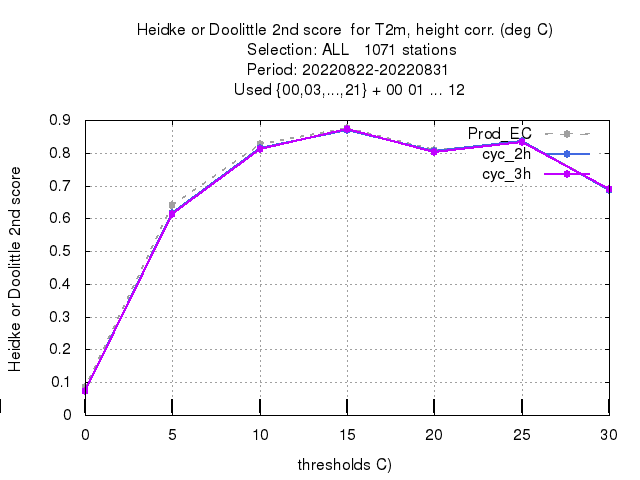 Heidke or Doolittle 2nd score  for T2m, height corr. (deg C)
Selection: ALL   1071 stations
Period: 20220822-20220831
Used {00,03,...,21} + 00 01 ... 12
Prod_EC
cyc_2h
cyc_3h
Heidke or Doolittle 2nd score
0.9
0.8
0.7
0.6
0.5
0.4
0.3
0.2
0.1
0
0 5 10 15 20 25 30
thresholds C)